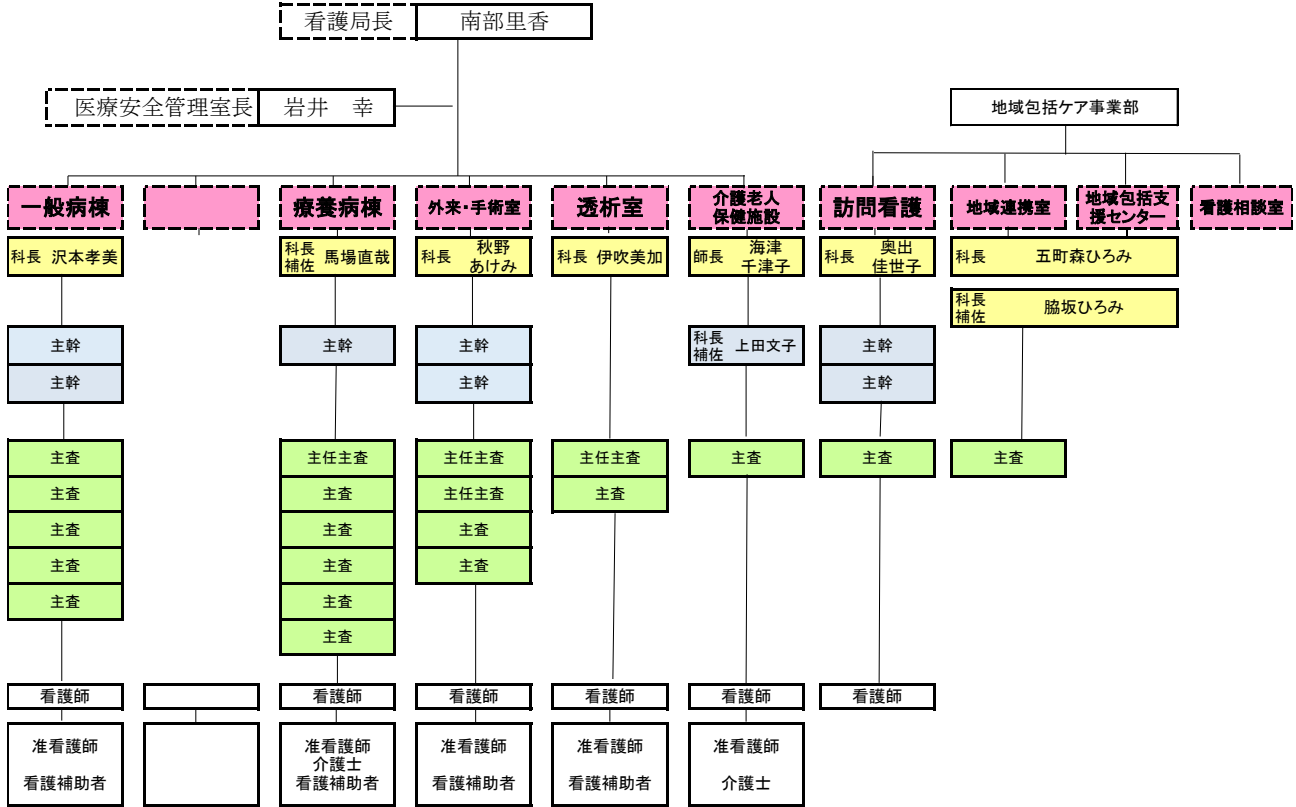 看護局長 南部里香
医療安全管理室長 岩井 幸
地域包括ケア事業部
一般病棟
療養病棟
外来・手術室
透析室
介護老人
保健施設
訪問看護
地域連携室
地域包括支
援センター
看護相談室
科長 沢本孝美
科長
補佐 馬場直哉
科長 秋野
あけみ
科長 伊吹美加
師長 海津
千津子
科長 奥出
佳世子
科長 五町森ひろみ
科長
補佐 脇坂ひろみ
主幹 主幹 主幹
科長
補佐 上田文子
主幹
主幹 主幹 主幹
主査 主任主査 主任主査 主任主査 主査 主査 主査
主査 主査 主任主査 主査
主査 主査 主査
主査 主査 主査
主査 主査
主査
看護師 看護師 看護師 看護師 看護師 看護師
准看護師
看護補助者
准看護師
介護士
看護補助者
准看護師
看護補助者
准看護師
看護補助者
准看護師
介護士